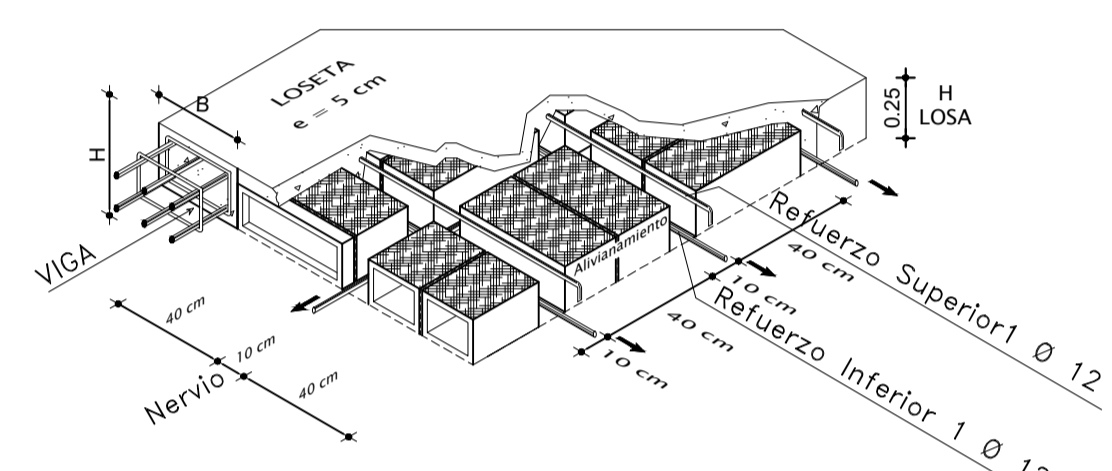 LOSETA
e = 5 cm
B
H
VIGA
0.25
H
LOSA
Alivianamiento
Refuerzo Superior1 Ø 12
Refuerzo Inferior 1 Ø
40 cm
10 cm
40 cm
10 cm
40 cm
10 cm
40 cm
Nervio